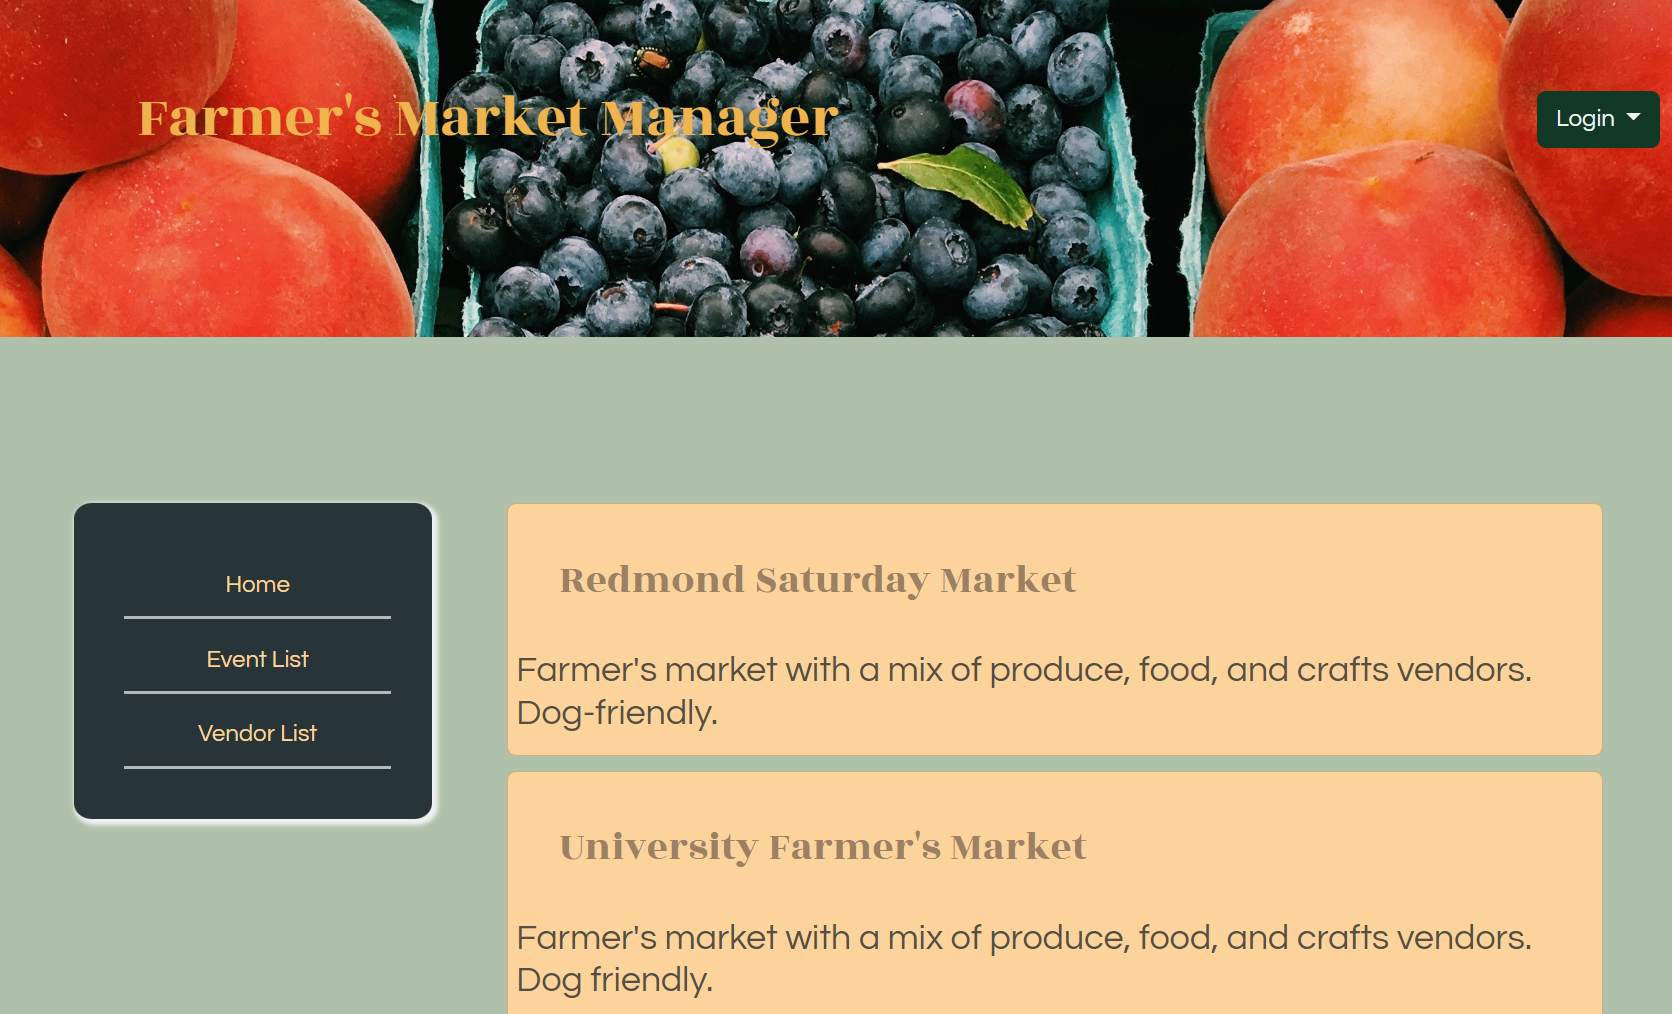 Farmer's Market Manager
Login
Home
Event List
Vendor List
Redmond Saturday Market
Farmer's market with a mix of produce, food, and crafts vendors.
Dog-friendly.
University Farmer's Market
Farmer's market with a mix of produce, food, and crafts vendors.
Dog friendly.